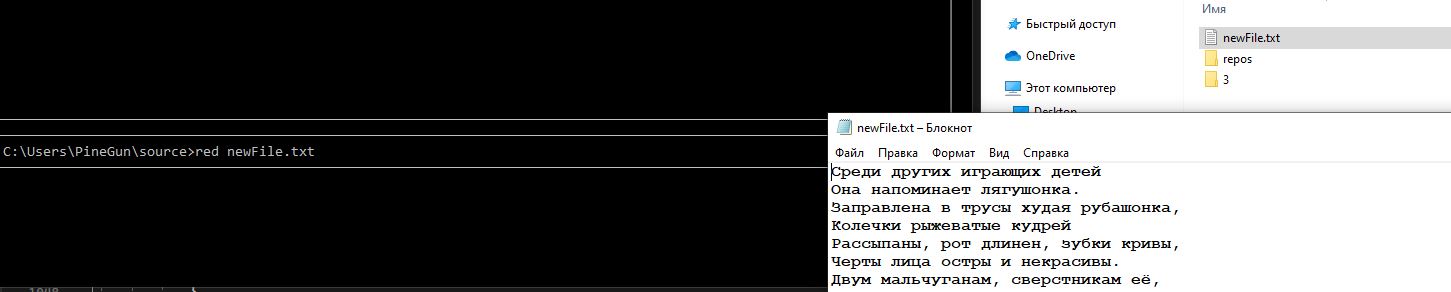 C:\Users\PineGun\source>red newFile.txt
Имя
Быстрый доступ
OneDrive
Этот компьютер
Desktop
newFile.txt
repos
3
newFile.txt – Блокнот
Файл Правка Формат Вид Справка
Среди других играющих детей
Она напоминает лягушонка.
Заправлена в трусы худая рубашонка,
Колечки рыжеватые кудрей
Рассыпаны, рот длинен, зубки кривы,
Черты лица остры и некрасивы.
Двум мальчуганам, сверстникам её,